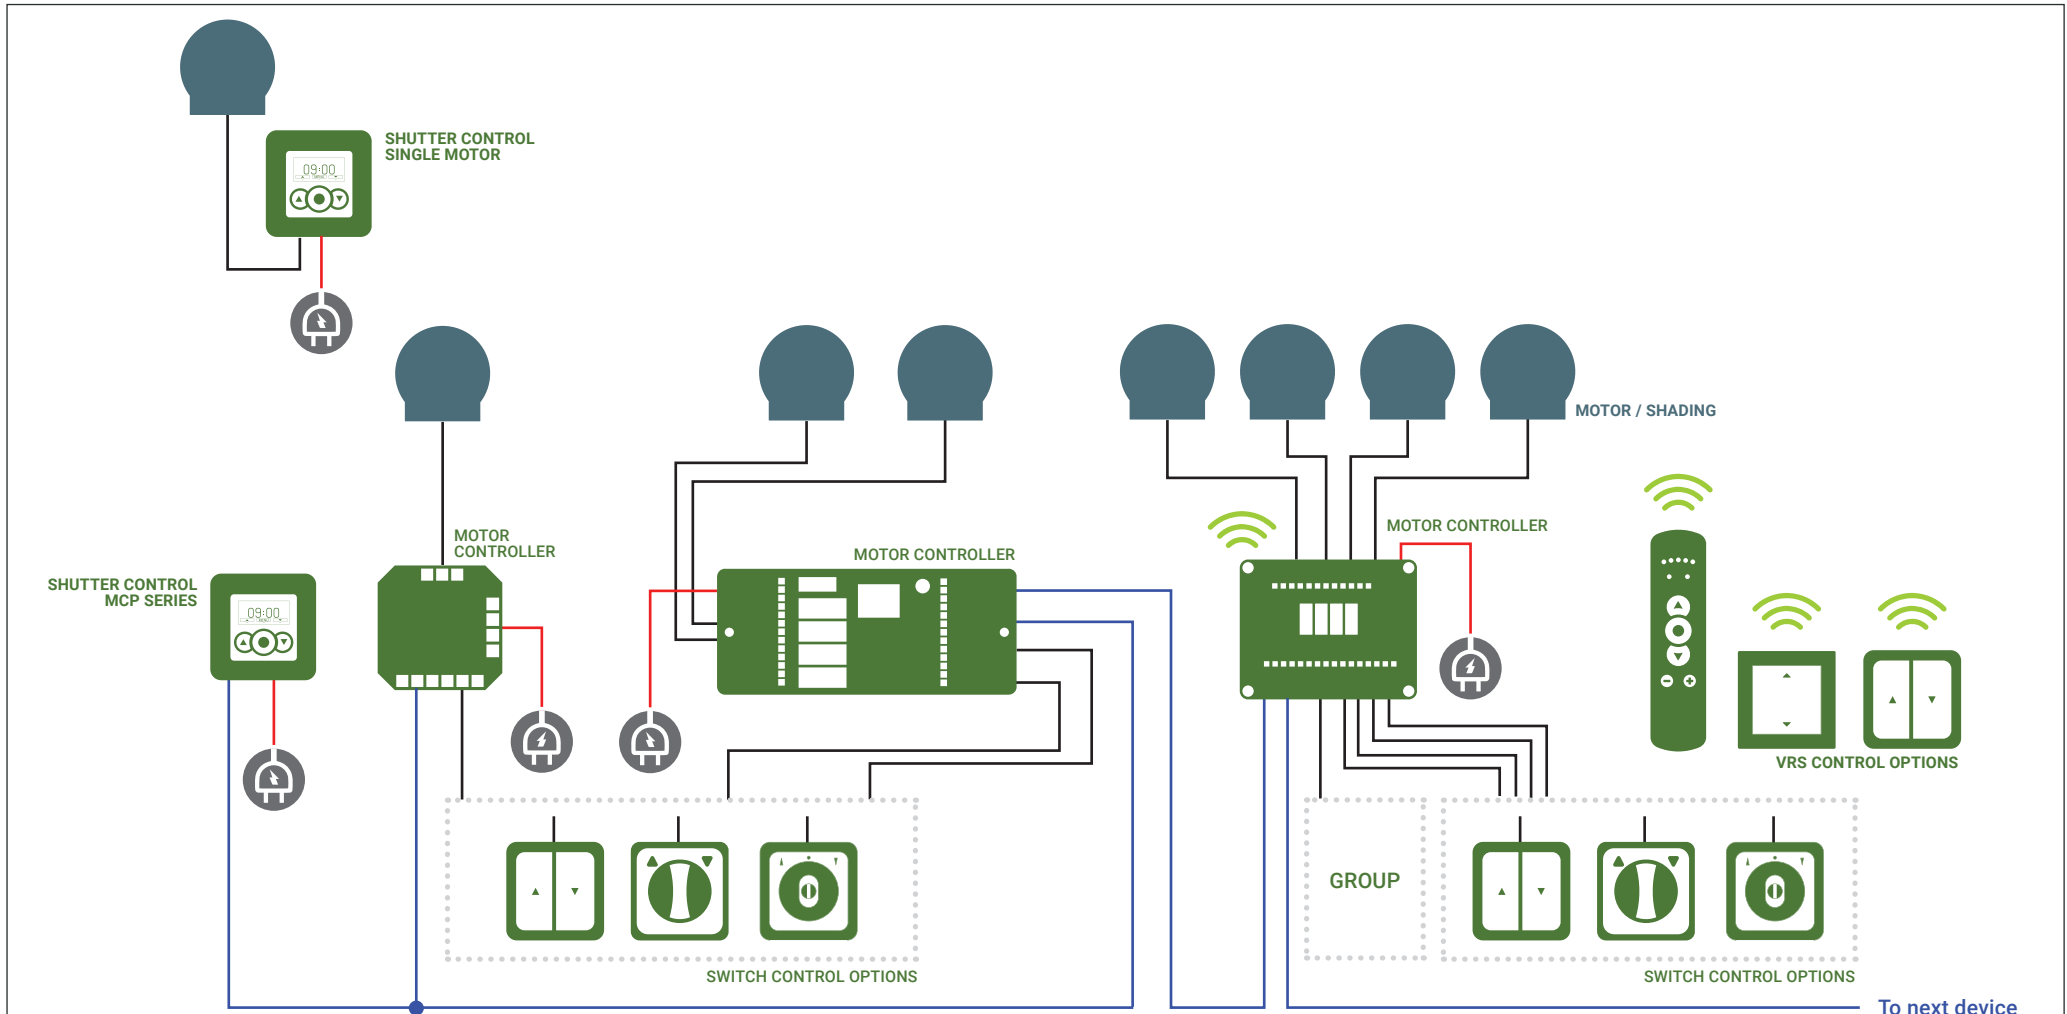 SHUTTER CONTROL
SINGLE MOTOR
09:00
MOTOR / SHADING
MOTOR
CONTROLLER
MOTOR CONTROLLER
MOTOR CONTROLLER
SHUTTER CONTROL
MCP SERIES
09:00
VRS CONTROL OPTIONS
GROUP
SWITCH CONTROL OPTIONS
SWITCH CONTROL OPTIONS
To next device